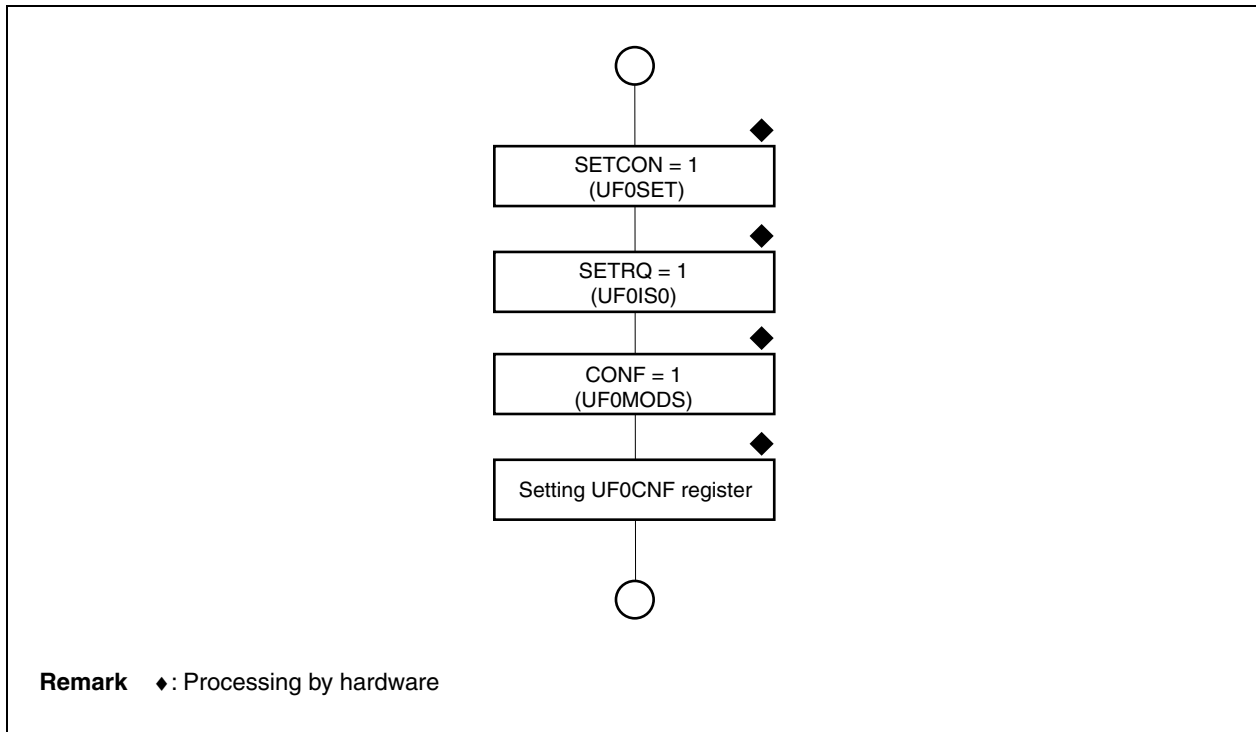 SETCON = 1
(UF0SET)
SETRQ = 1
(UF0IS0)
CONF = 1
(UF0MODS)
Setting UF0CNF register
Remark ♦: Processing by hardware